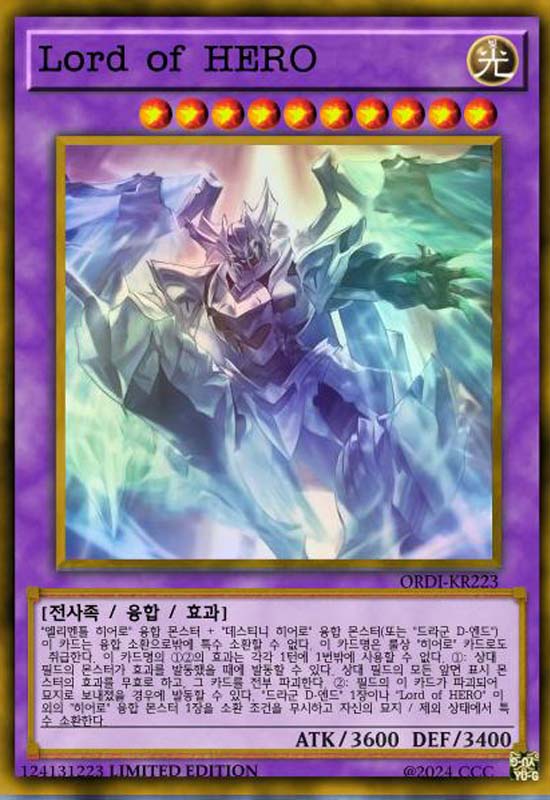 Lord of HERO
光
ORDI-KR223
[전사족 / 융합 / 효과]
"엘리멘틀 히어로" 융합 몬스터 + "데스티니 히어로" 융합 몬스터(또는 "드라군 D-엔드")
이 카드는 융합 소환으로밖에 특수 소환할 수 없다. 이 카드명은 룰상 "히어로" 카드로도
취급한다. 이 카드명의 ①②의 효과는 각각 1턴에 1번밖에 사용할 수 없다. ①: 상대
필드의 몬스터가 효과를 발동했을 때에 발동할 수 있다. 상대 필드의 모든 앞면 표시 몬
스터의 효과를 무효로 하고, 그 카드를 전부 파괴한다. ②: 필드의 이 카드가 파괴되어
묘지로 보내졌을 경우에 발동할 수 있다. "드라군 D-엔드" 1장이나 "Lord of HERO" 이
외의 "히어로" 융합 몬스터 1장을 소환 조건을 무시하고 자신의 묘지 / 제외 상태에서 특
수 소환한다.
ATK/3600 DEF/3400
124131223 LIMITED EDITION
©2024 CCC